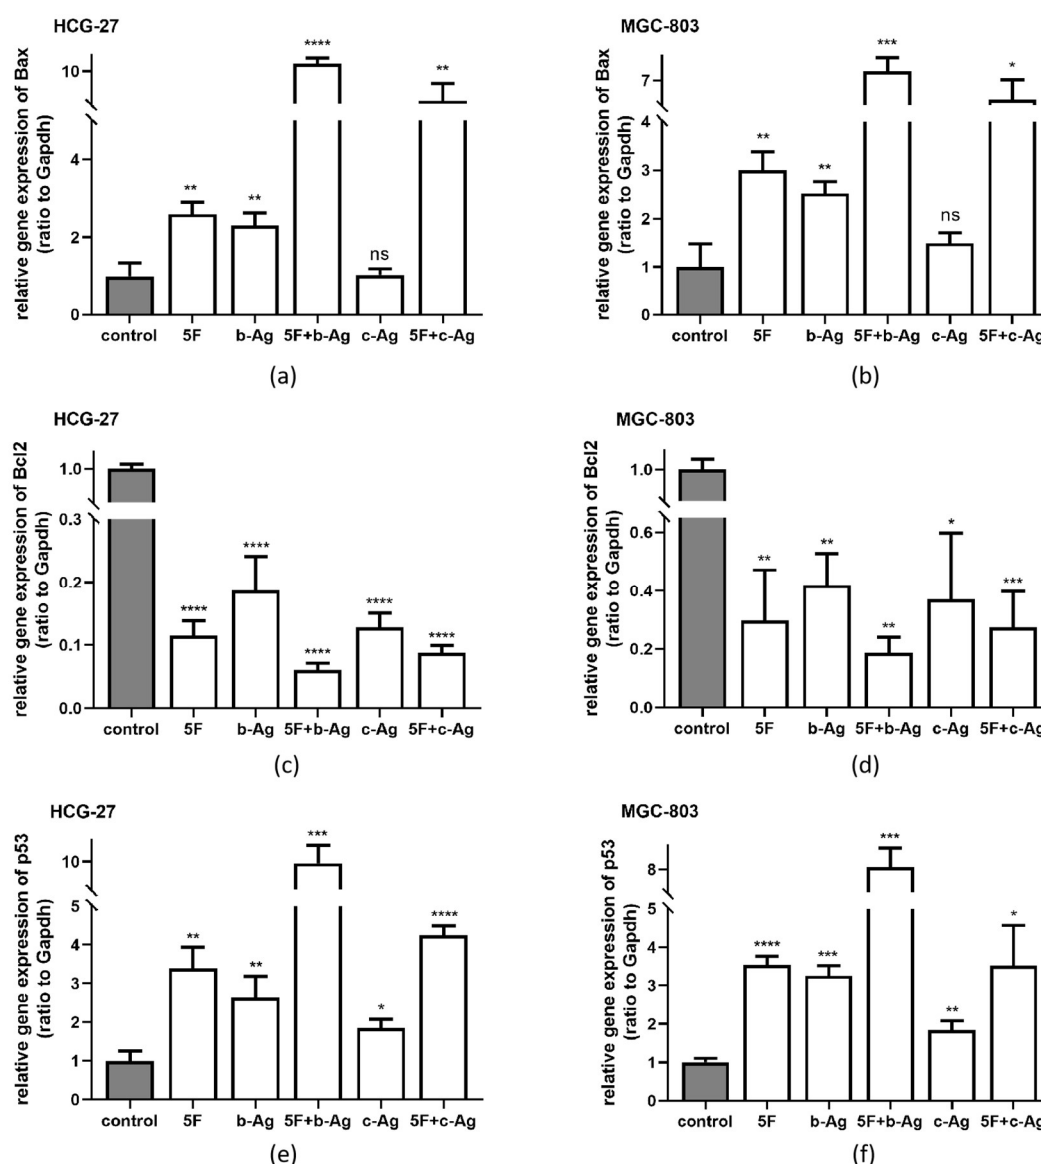 HCG-27
relative gene expression of Bax
(ratio to Gapdh)
10
4
2
0
**
**
****
ns
**
control 5F b-Ag 5F+b-Ag c-Ag 5F+c-Ag
(a)
MGC-803
relative gene expression of Bax
(ratio to Gapdh)
7
4
3
2
1
0
**
**
***
ns
*
control 5F b-Ag 5F+b-Ag c-Ag 5F+c-Ag
(b)
HCG-27
relative gene expression of Bcl2
(ratio to Gapdh)
1.0
0.3
0.2
0.1
0.0
****
****
****
****
****
control 5F b-Ag 5F+b-Ag c-Ag 5F+c-Ag
(c)
MGC-803
relative gene expression of Bcl2
(ratio to Gapdh)
1.0
0.6
0.4
0.2
0.0
**
**
**
*
***
control 5F b-Ag 5F+b-Ag c-Ag 5F+c-Ag
(d)
HCG-27
relative gene expression of p53
(ratio to Gapdh)
10
5
4
3
2
1
0
**
**
***
*
****
control 5F b-Ag 5F+b-Ag c-Ag 5F+c-Ag
(e)
MGC-803
relative gene expression of p53
(ratio to Gapdh)
8
5
4
3
2
1
0
****
***
***
**
*
control 5F b-Ag 5F+b-Ag c-Ag 5F+c-Ag
(f)